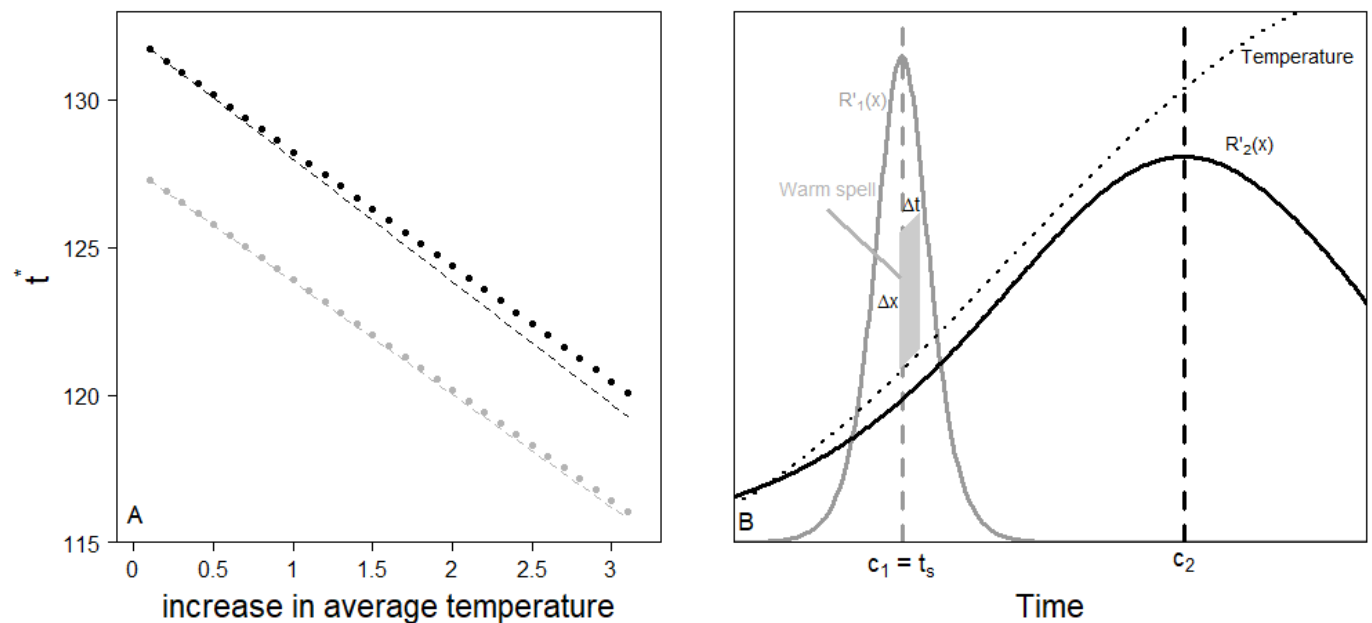 130
125
120
115
t*
A
0
0.5
1
1.5
2
2.5
3
increase in average temperature
Temperature
R'1(x)
R'2(x)
Warm spell
Δt
Δx
B
c1 = ts
c2
Time